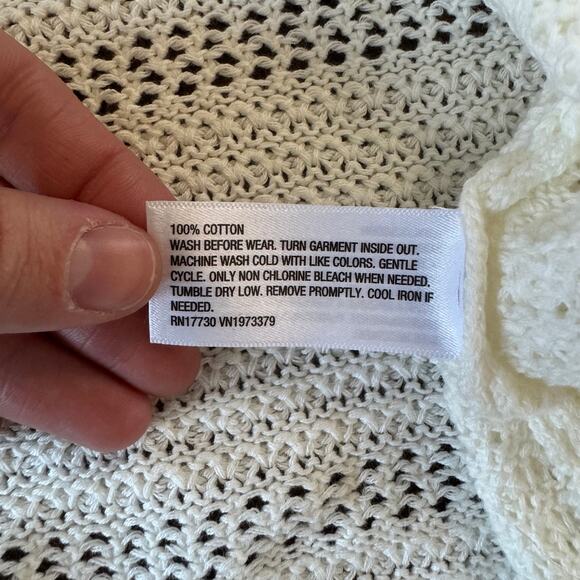 100% COTTON
WASH BEFORE WEAR. TURN GARMENT INSIDE OUT.
MACHINE WASH COLD WITH LIKE COLORS. GENTLE
CYCLE. ONLY NON CHLORINE BLEACH WHEN NEEDED.
TUMBLE DRY LOW. REMOVE PROMPTLY. COOL IRON IF
NEEDED.
RN17730 VN1973379